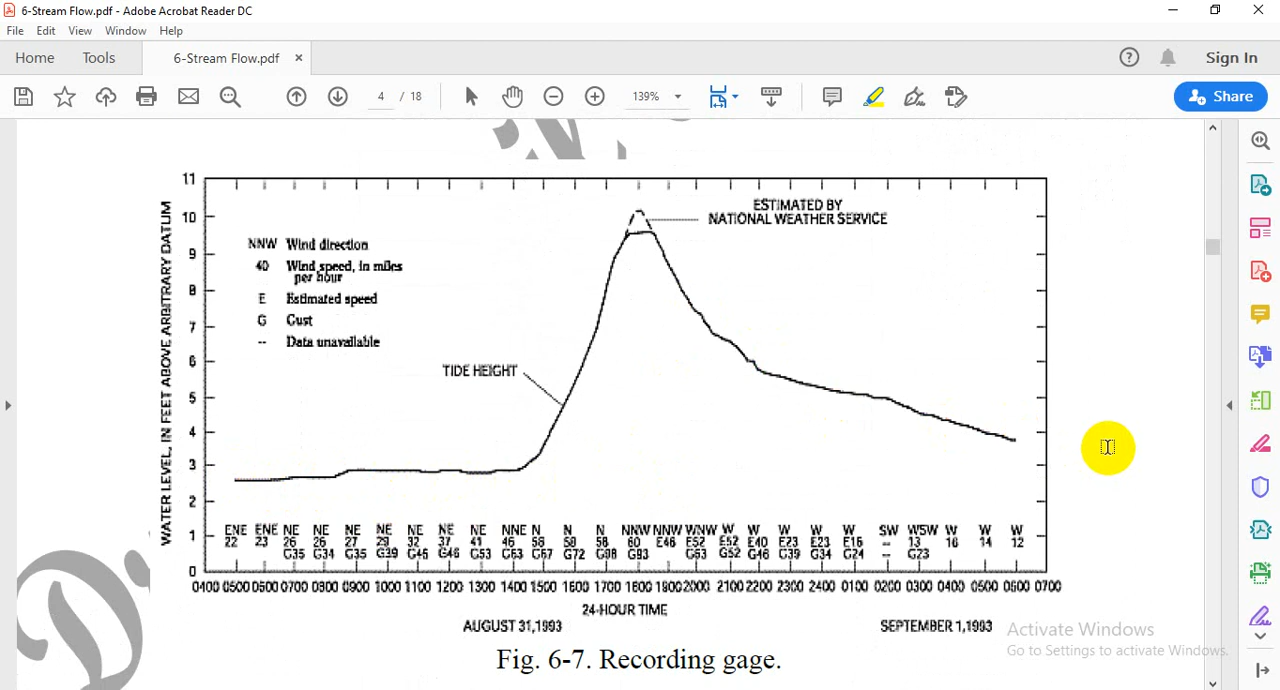 6-Stream Flow.pdf - Adobe Acrobat Reader DC
File Edit View Window Help
Home Tools 6-Stream Flow.pdf × Sign In
4 / 18 139% Share
11
10
9
8
7
6
5
4
3
2
1
0
WATER LEVEL, IN FEET ABOVE ARBITRARY DATUM
ESTIMATED BY
NATIONAL WEATHER SERVICE
NNW Wind direction
40 Wind speed, in miles
per hour
E Estimated speed
G Gust
-- Data unavailable
TIDE HEIGHT
ENE ENE NE NE NE NE NE NE NE NNE N N N NNW NNW WNW W W W W W SW WSW W W W
22 23 26 26 27 29 32 37 41 46 58 58 58 60 E46 E52 E52 E40 E23 E23 E16 -- 13 16 14 12
G35 G34 G35 G39 G45 G46 G53 G63 G67 G72 G98 G93 G63 G52 G46 G39 G34 G24 -- G23
0400 0500 0600 0700 0800 0900 1000 1100 1200 1300 1400 1500 1600 1700 1800 1900 2000 2100 2200 2300 2400 0100 0200 0300 0400 0500 0600 0700
24-HOUR TIME
AUGUST 31,1993 SEPTEMBER 1,1993
Fig. 6-7. Recording gage.
Activate Windows
Go to Settings to activate Windows.